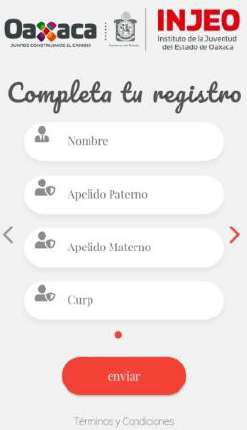 Oaxaca
JUNTOS CONSTRUIMOS EL CAMBIO
INJEO
Instituto de la Juventud
del Estado de Oaxaca
Completa tu registro
Nombre
Apelido Paterno
Apelido Materno
Curp
enviar
Términos y Condiciones